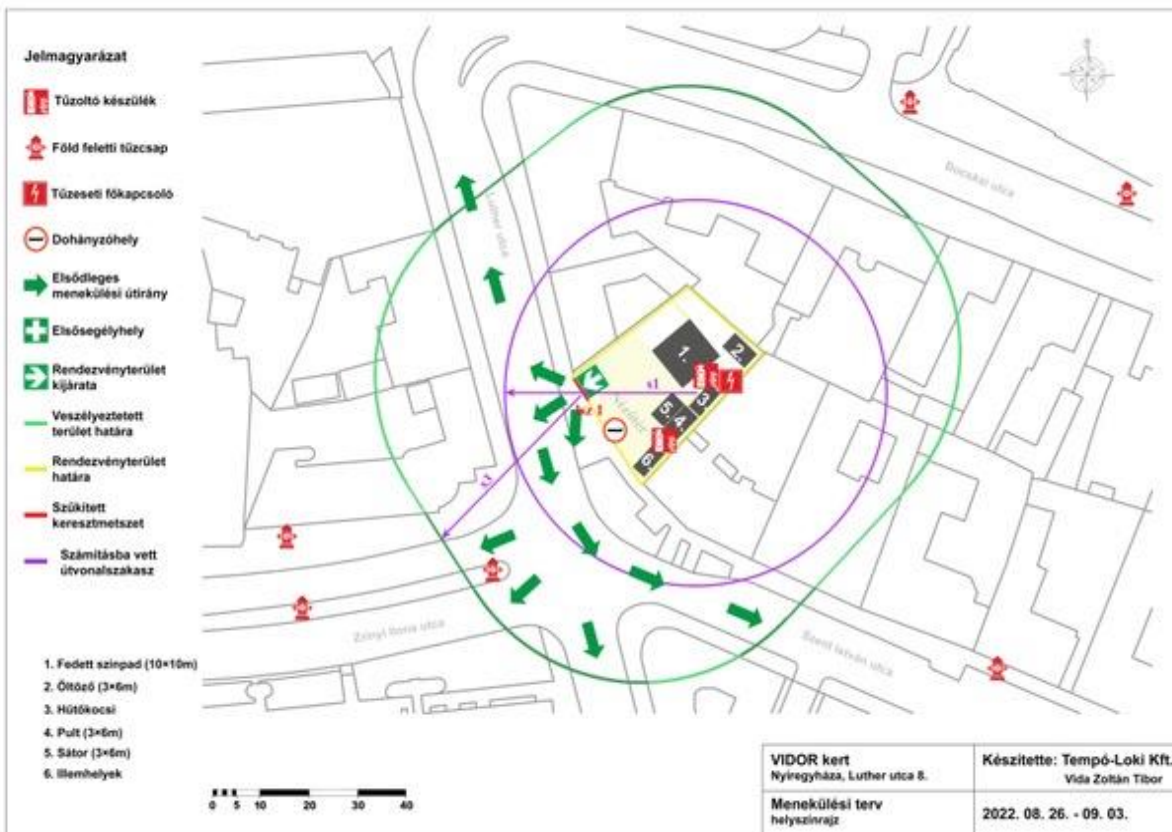 Jelmagyarázat
Tűzoltó készülék
Föld feletti tűzcsap
Tűzeseti főkapcsoló
Dohányzóhely
Elsődleges
menekülési útirány
Elsősegélyhely
Rendezvényterület
kijárata
Veszélyeztetett
terület határa
Rendezvényterület
határa
Szűkített
keresztmetszet
Számításba vett
útvonalszakasz
Luther utca
Bocskai utca
1.
2.
3.
4.
5.
6.
s1
Nézőtér
Zrínyi Ilona utca
Szent István utca
1. Fedett színpad (10×10m)
2. Öltöző (3×6m)
3. Hűtőkocsi
4. Pult (3×6m)
5. Sátor (3×6m)
6. Illemhelyek
0 5 10 20 30 40
VIDOR kert
Nyíregyháza, Luther utca 8.
Készítette: Tempó-Loki Kft.
Vida Zoltán Tibor
Menekülési terv
helyszínrajz
2022. 08. 26. - 09. 03.